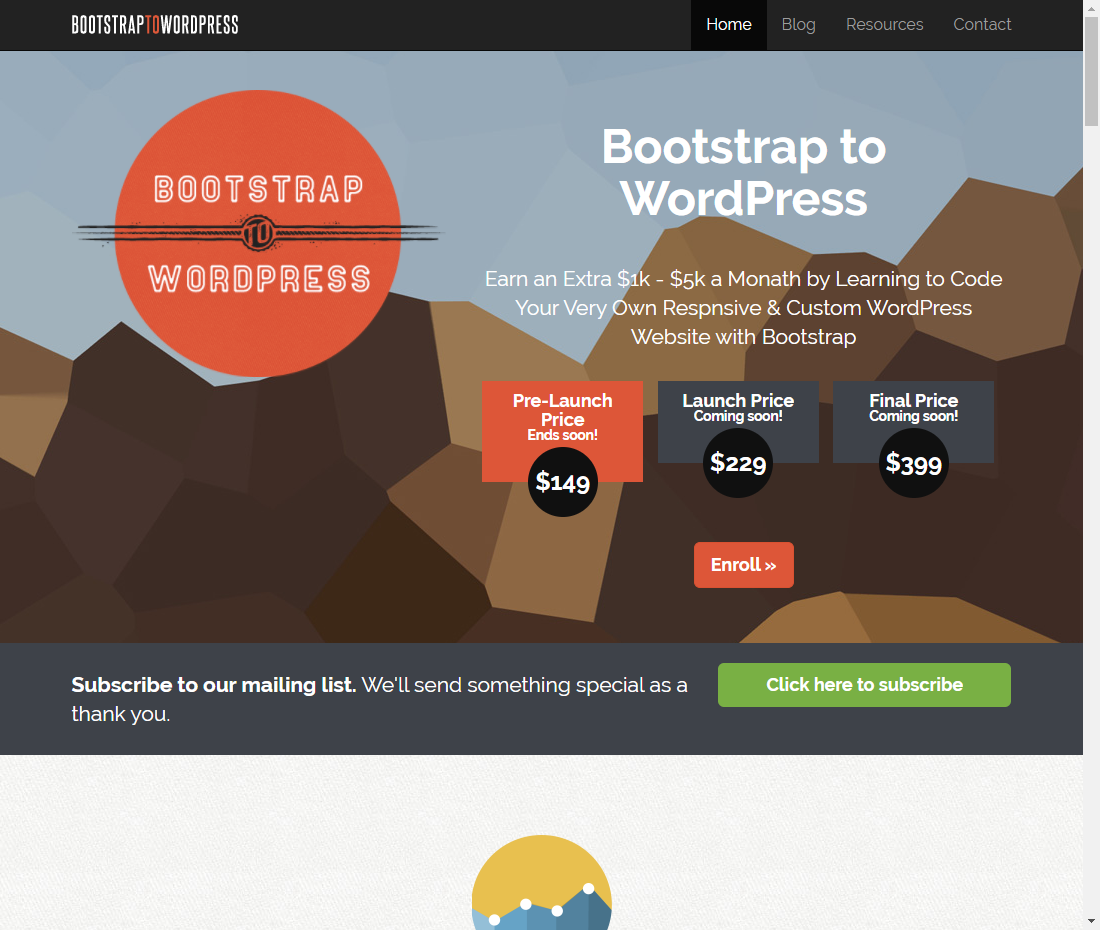 BOOTSTRAPTOWORDPRESS
Home
Blog
Resources
Contact
BOOTSTRAP
TO
WORDPRESS
Bootstrap to
WordPress
Earn an Extra $1k - $5k a Monath by Learning to Code
Your Very Own Respnsive & Custom WordPress
Website with Bootstrap
Pre-Launch
Price
Ends soon!
$149
Launch Price
Coming soon!
$229
Final Price
Coming soon!
$399
Enroll »
Subscribe to our mailing list. We'll send something special as a
thank you.
Click here to subscribe